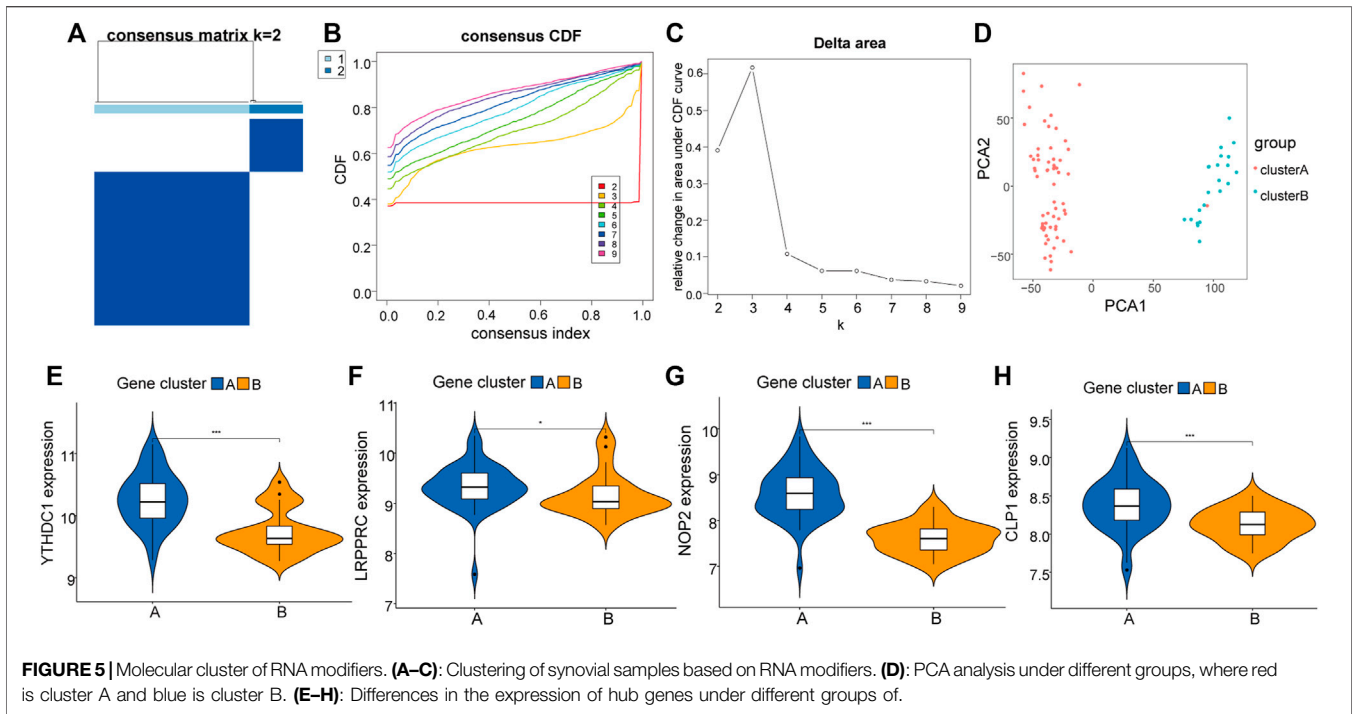 A
consensus matrix k=2
1
2
B
consensus CDF
CDF
1.0
0.8
0.6
0.4
0.2
0.0
2
3
4
5
6
7
8
9
0.0 0.2 0.4 0.6 0.8 1.0
consensus index
C
Delta area
relative change in area under CDF curve
0.6
0.5
0.4
0.3
0.2
0.1
0.0
2 3 4 5 6 7 8 9
k
D
PCA2
50
0
−50
−50 0 50 100
PCA1
group
clusterA
clusterB
E
Gene cluster A B
YTHDC1 expression
11
10
9
***
A B
F
Gene cluster A B
LRPPRC expression
11
10
9
8
7
*
A B
G
Gene cluster A B
NOP2 expression
10
9
8
7
***
A B
H
Gene cluster A B
CLP1 expression
9.0
8.5
8.0
7.5
***
A B
FIGURE 5 | Molecular cluster of RNA modifiers. (A–C): Clustering of synovial samples based on RNA modifiers. (D): PCA analysis under different groups, where red
is cluster A and blue is cluster B. (E–H): Differences in the expression of hub genes under different groups of.